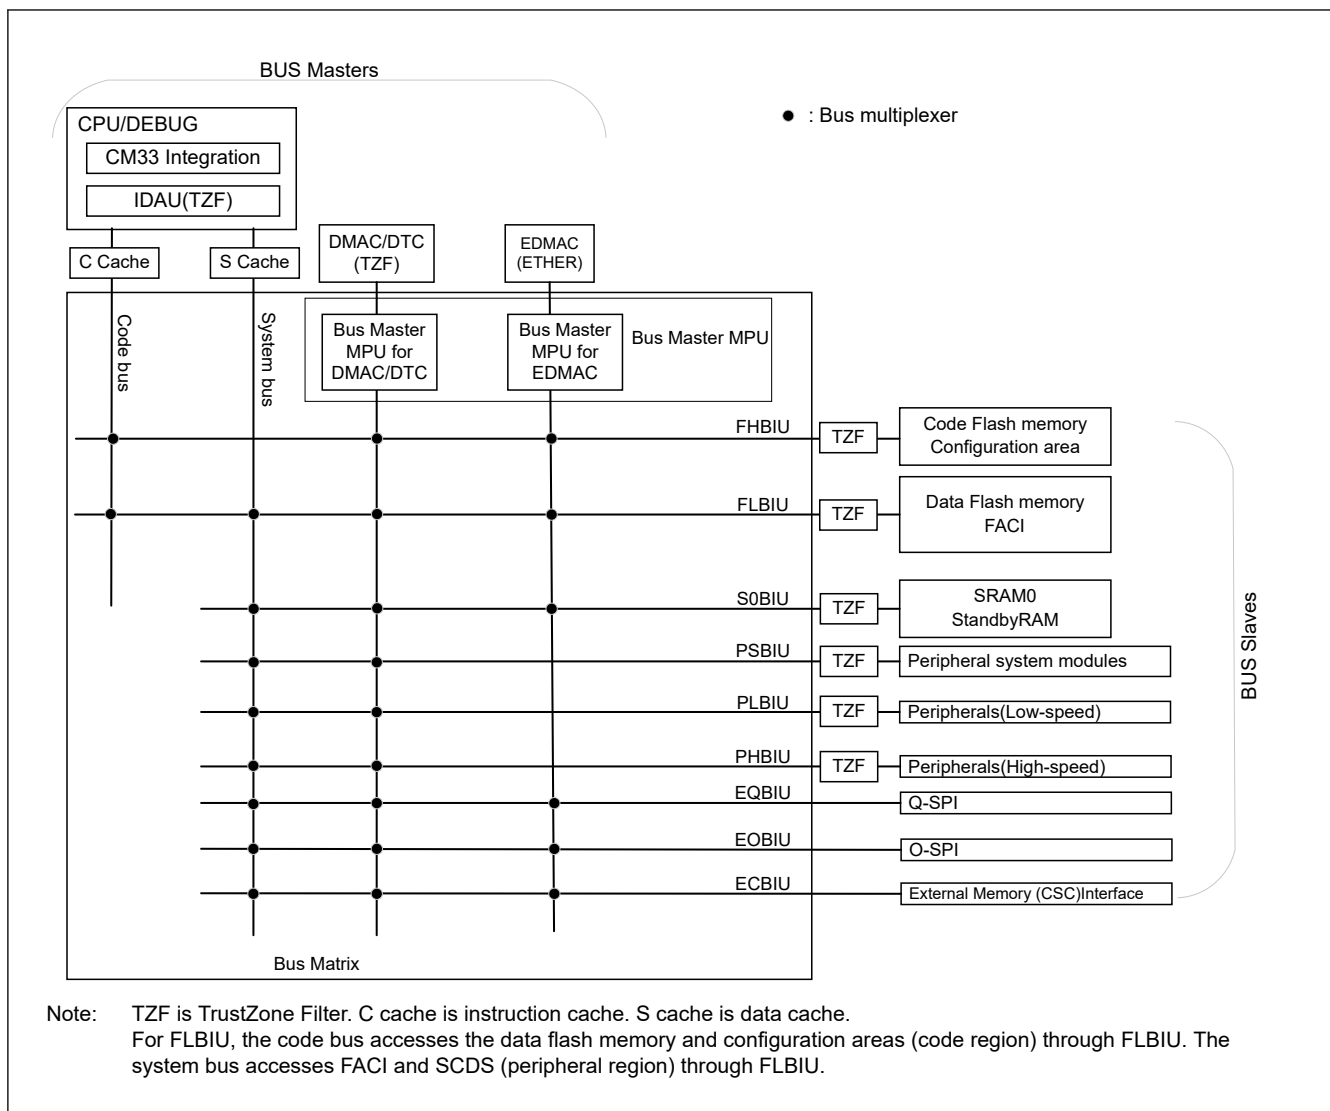 BUS Masters
: Bus multiplexer
CPU/DEBUG
CM33 Integration
IDAU(TZF)
C Cache
S Cache
DMAC/DTC
(TZF)
EDMAC
(ETHER)
Code bus
System bus
Bus Master
MPU for
DMAC/DTC
Bus Master
MPU for
EDMAC
Bus Master MPU
FHBIU
TZF
Code Flash memory
Configuration area
FLBIU
TZF
Data Flash memory
FACI
S0BIU
TZF
SRAM0
StandbyRAM
PSBIU
TZF
Peripheral system modules
PLBIU
TZF
Peripherals(Low-speed)
PHBIU
TZF
Peripherals(High-speed)
EQBIU
Q-SPI
EOBIU
O-SPI
ECBIU
External Memory (CSC)Interface
BUS Slaves
Bus Matrix
Note: TZF is TrustZone Filter. C cache is instruction cache. S cache is data cache.
For FLBIU, the code bus accesses the data flash memory and configuration areas (code region) through FLBIU. The
system bus accesses FACI and SCDS (peripheral region) through FLBIU.